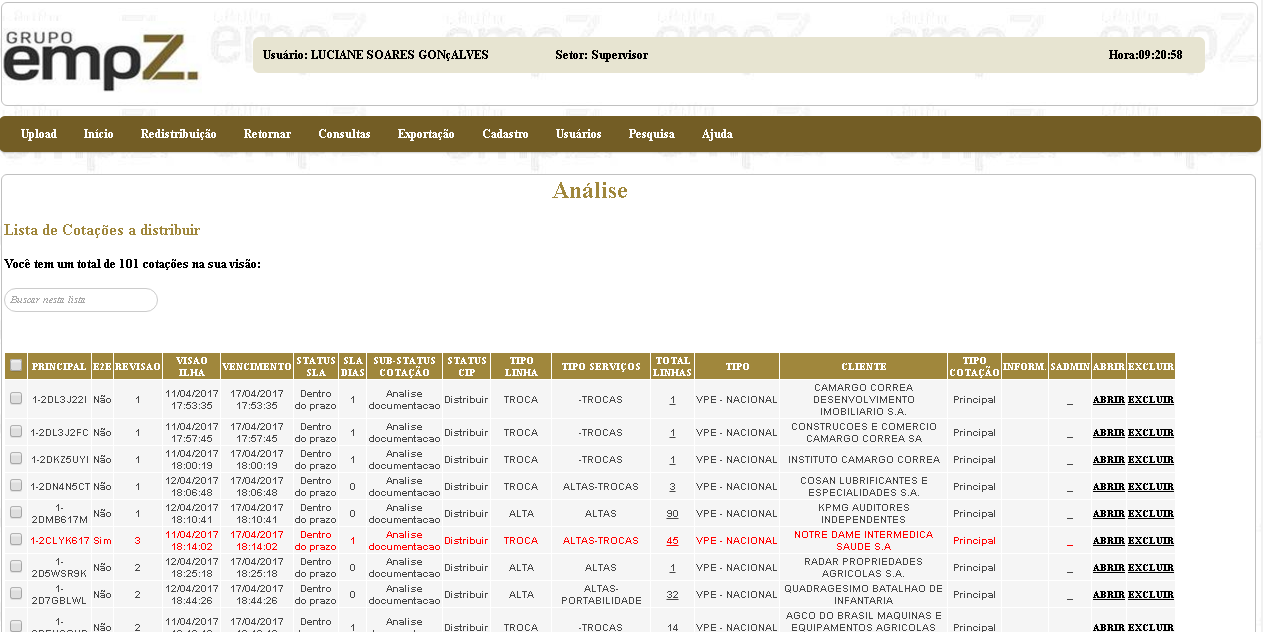 GRUPO
empz.
Usuário: LUCIANE SOARES GONçALVES Setor: Supervisor Hora:09:20:58
Upload Início Redistribuição Retornar Consultas Exportação Cadastro Usuários Pesquisa Ajuda
Análise
Lista de Cotações a distribuir
Você tem um total de 101 cotações na sua visão:
Buscar nesta lista
PRINCIPAL E2E REVISAO VISAO ILHA VENCIMENTO STATUS SLA SLA DIAS SUB-STATUS COTAÇÃO STATUS CIP TIPO LINHA TIPO SERVIÇOS TOTAL LINHAS TIPO CLIENTE TIPO COTAÇÃO INFORM. SADMIN ABRIR EXCLUIR
1-2DL3J22I Não 1 11/04/2017 17:53:35 17/04/2017 17:53:35 Dentro do prazo 1 Analise documentacao Distribuir TROCA -TROCAS 1 VPE - NACIONAL CAMARGO CORREA DESENVOLVIMENTO IMOBILIARIO S.A. Principal _ ABRIR EXCLUIR
1-2DL3J2FC Não 1 11/04/2017 17:57:45 17/04/2017 17:57:45 Dentro do prazo 1 Analise documentacao Distribuir TROCA -TROCAS 1 VPE - NACIONAL CONSTRUCOES E COMERCIO CAMARGO CORREA SA Principal _ ABRIR EXCLUIR
1-2DKZ5UYI Não 1 11/04/2017 18:00:19 17/04/2017 18:00:19 Dentro do prazo 1 Analise documentacao Distribuir TROCA -TROCAS 1 VPE - NACIONAL INSTITUTO CAMARGO CORREA Principal _ ABRIR EXCLUIR
1-2DN4N5CT Não 1 12/04/2017 18:06:48 17/04/2017 18:06:48 Dentro do prazo 0 Analise documentacao Distribuir TROCA ALTAS-TROCAS 3 VPE - NACIONAL COSAN LUBRIFICANTES E ESPECIALIDADES S.A. Principal _ ABRIR EXCLUIR
1-2DMB617M Não 1 12/04/2017 18:10:41 17/04/2017 18:10:41 Dentro do prazo 0 Analise documentacao Distribuir ALTA ALTAS 90 VPE - NACIONAL KPMG AUDITORES INDEPENDENTES Principal _ ABRIR EXCLUIR
1-2CLYK617 Sim 3 11/04/2017 18:14:02 17/04/2017 18:14:02 Dentro do prazo 1 Analise documentacao Distribuir TROCA ALTAS-TROCAS 45 VPE - NACIONAL NOTRE DAME INTERMEDICA SAUDE S.A Principal _ ABRIR EXCLUIR
1-2D5WSR9K Não 2 12/04/2017 18:25:18 17/04/2017 18:25:18 Dentro do prazo 0 Analise documentacao Distribuir ALTA ALTAS 1 VPE - NACIONAL RADAR PROPRIEDADES AGRICOLAS S.A. Principal _ ABRIR EXCLUIR
1-2D7GBLWL Não 2 12/04/2017 18:44:26 17/04/2017 18:44:26 Dentro do prazo 0 Analise documentacao Distribuir ALTA ALTAS-PORTABILIDADE 32 VPE - NACIONAL QUADRAGESIMO BATALHAO DE INFANTARIA Principal _ ABRIR EXCLUIR
1- Não 2 11/04/2017 17/04/2017 Dentro do prazo 1 Analise documentacao Distribuir TROCA -TROCAS 14 VPE - NACIONAL AGCO DO BRASIL MAQUINAS E EQUIPAMENTOS AGRICOLAS Principal _ ABRIR EXCLUIR